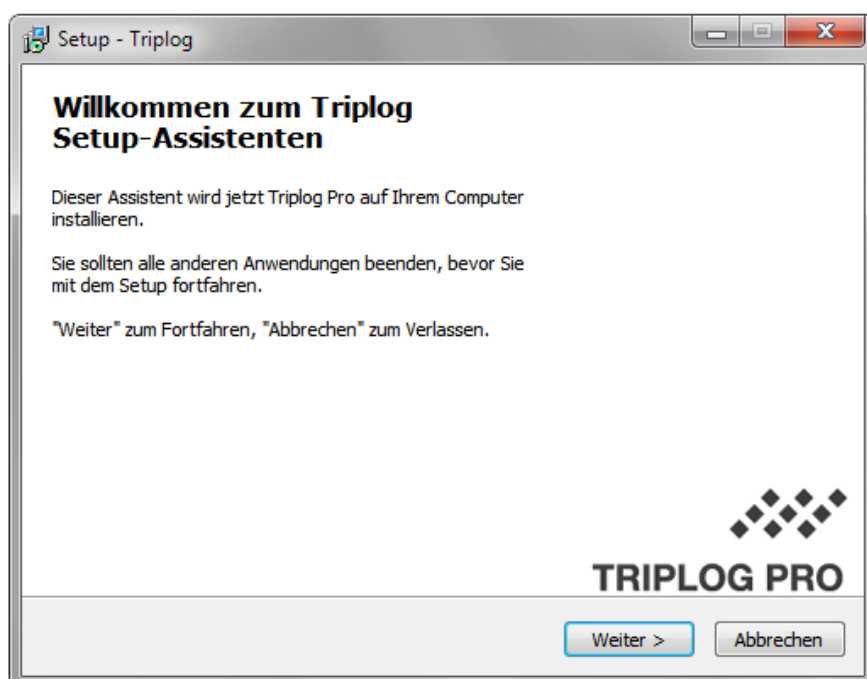 Setup - Triplog
Willkommen zum Triplog
Setup-Assistenten
Dieser Assistent wird jetzt Triplog Pro auf Ihrem Computer
installieren.
Sie sollten alle anderen Anwendungen beenden, bevor Sie
mit dem Setup fortfahren.
"Weiter" zum Fortfahren, "Abbrechen" zum Verlassen.
TRIPLOG PRO
Weiter >
Abbrechen